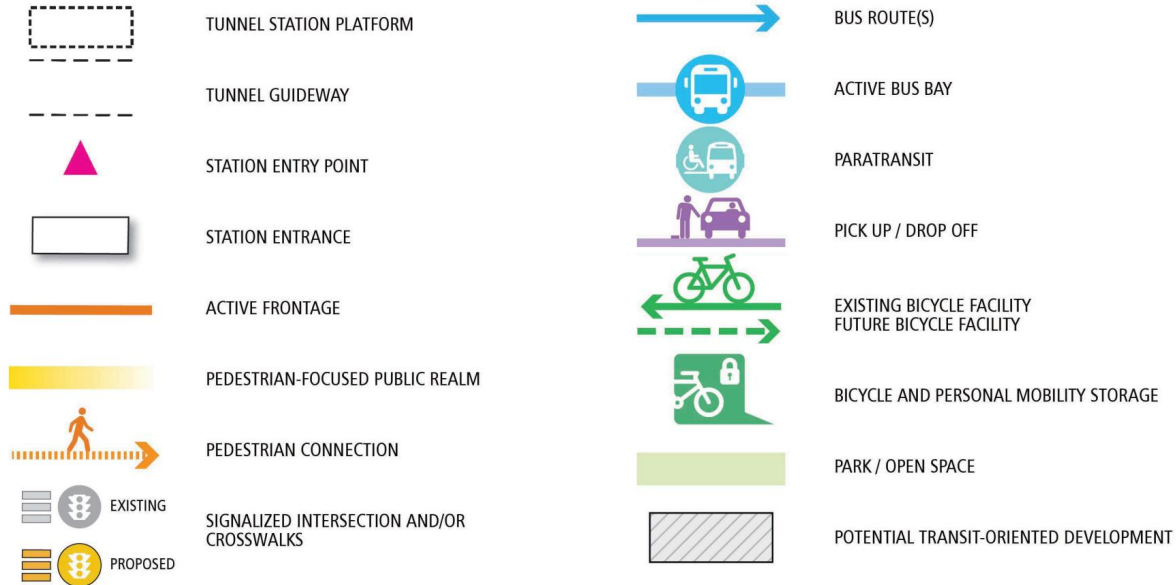 TUNNEL STATION PLATFORM
TUNNEL GUIDEWAY
STATION ENTRY POINT
STATION ENTRANCE
ACTIVE FRONTAGE
PEDESTRIAN-FOCUSED PUBLIC REALM
PEDESTRIAN CONNECTION
EXISTING
SIGNALIZED INTERSECTION AND/OR
CROSSWALKS
PROPOSED
BUS ROUTE(S)
ACTIVE BUS BAY
PARATRANSIT
PICK UP / DROP OFF
EXISTING BICYCLE FACILITY
FUTURE BICYCLE FACILITY
BICYCLE AND PERSONAL MOBILITY STORAGE
PARK / OPEN SPACE
POTENTIAL TRANSIT-ORIENTED DEVELOPMENT